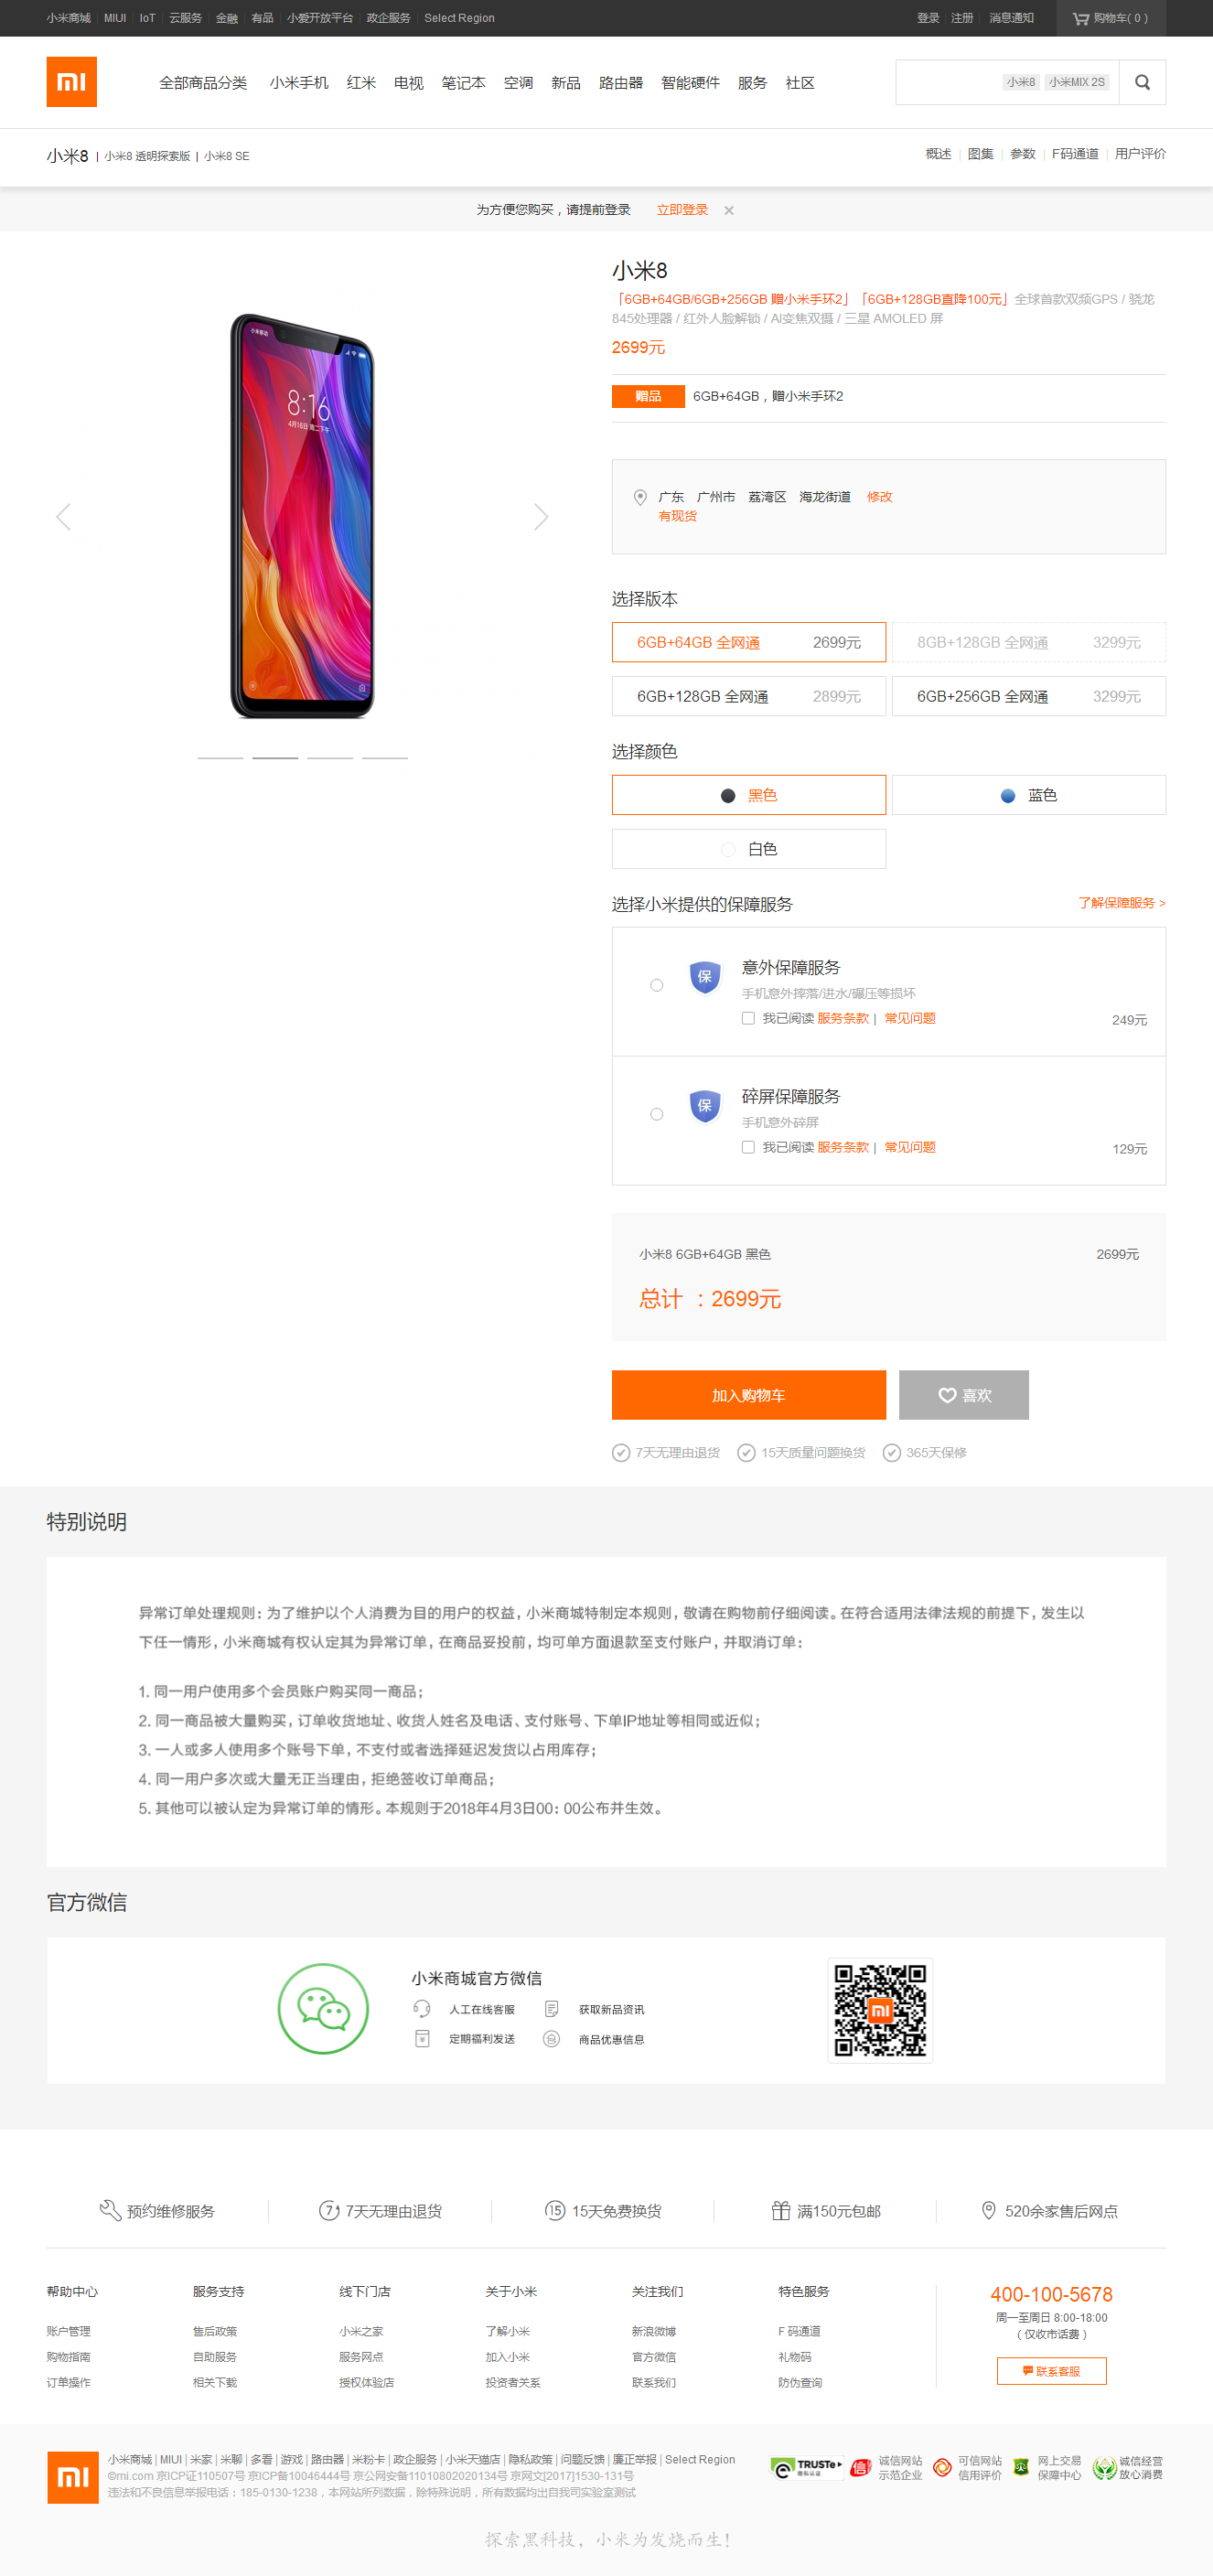 小米商城 MIUI IoT 云服务 金融 有品 小爱开放平台 政企服务 Select Region 登录 注册 消息通知 购物车( 0 )
mi 全部商品分类 小米手机 红米 电视 笔记本 空调 新品 路由器 智能硬件 服务 社区 小米8 小米MIX 2S
小米8 | 小米8 透明探索版 | 小米8 SE 概述 | 图集 | 参数 | F码通道 | 用户评价
为方便您购买，请提前登录 立即登录 ×
小米8
「6GB+64GB/6GB+256GB 赠小米手环2」「6GB+128GB直降100元」全球首款双频GPS / 骁龙
845处理器 / 红外人脸解锁 / AI变焦双摄 / 三星 AMOLED 屏
2699元
赠品 6GB+64GB，赠小米手环2
小米移动
8:16
4月16日 周二下午
广东 广州市 荔湾区 海龙街道 修改
有现货
选择版本
6GB+64GB 全网通 2699元 8GB+128GB 全网通 3299元
6GB+128GB 全网通 2899元 6GB+256GB 全网通 3299元
选择颜色
黑色 蓝色
白色
选择小米提供的保障服务 了解保障服务 >
保 意外保障服务
手机意外摔落/进水/碾压等损坏
我已阅读 服务条款 | 常见问题 249元
保 碎屏保障服务
手机意外碎屏
我已阅读 服务条款 | 常见问题 129元
小米8 6GB+64GB 黑色 2699元
总计 ：2699元
加入购物车 喜欢
7天无理由退货 15天质量问题换货 365天保修
特别说明
异常订单处理规则：为了维护以个人消费为目的用户的权益，小米商城特制定本规则，敬请在购物前仔细阅读。在符合适用法律法规的前提下，发生以
下任一情形，小米商城有权认定其为异常订单，在商品妥投前，均可单方面退款至支付账户，并取消订单：
1. 同一用户使用多个会员账户购买同一商品；
2. 同一商品被大量购买，订单收货地址、收货人姓名及电话、支付账号、下单IP地址等相同或近似；
3. 一人或多人使用多个账号下单，不支付或者选择延迟发货以占用库存；
4. 同一用户多次或大量无正当理由，拒绝签收订单商品；
5. 其他可以被认定为异常订单的情形。本规则于2018年4月3日00：00公布并生效。
官方微信
小米商城官方微信
人工在线客服 获取新品资讯
定期福利发送 商品优惠信息
mi
预约维修服务 7 7天无理由退货 15 15天免费换货 满150元包邮 520余家售后网点
帮助中心 服务支持 线下门店 关于小米 关注我们 特色服务 400-100-5678
周一至周日 8:00-18:00
（仅收市话费）
账户管理 售后政策 小米之家 了解小米 新浪微博 F 码通道
购物指南 自助服务 服务网点 加入小米 官方微信 礼物码
订单操作 相关下载 授权体验店 投资者关系 联系我们 防伪查询
联系客服
mi 小米商城 | MIUI | 米家 | 米聊 | 多看 | 游戏 | 路由器 | 米粉卡 | 政企服务 | 小米天猫店 | 隐私政策 | 问题反馈 | 廉正举报 | Select Region
©mi.com 京ICP证110507号 京ICP备10046444号 京公网安备11010802020134号 京网文[2017]1530-131号
违法和不良信息举报电话：185-0130-1238，本网站所列数据，除特殊说明，所有数据均出自我司实验室测试
TRUSTe 隐私认证 信 诚信网站 示范企业 可信网站 信用评价 网上交易 保障中心 诚信经营 放心消费
探索黑科技，小米为发烧而生！